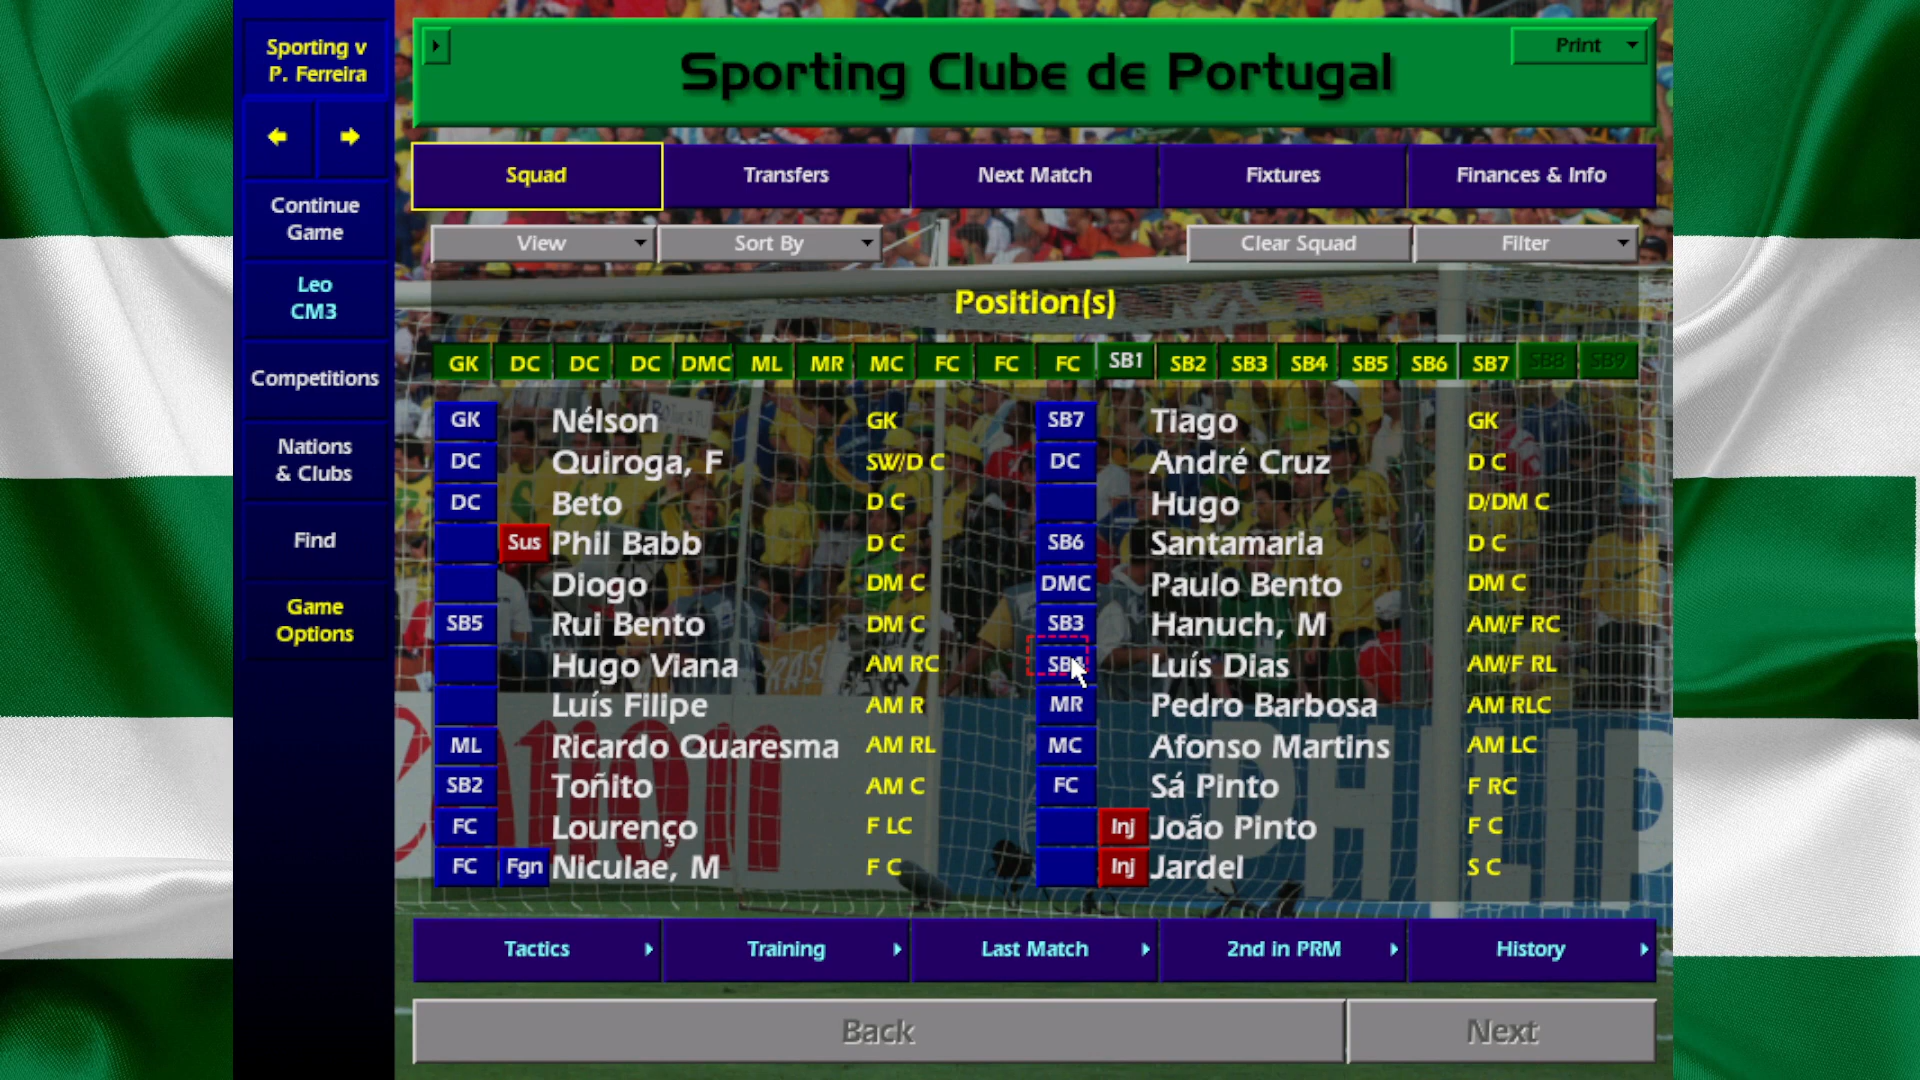 Sporting v
P. Ferreira
Continue
Game
Leo
CM3
Competitions
Nations
& Clubs
Find
Game
Options
Sporting Clube de Portugal
Print
Squad Transfers Next Match Fixtures Finances & Info
View Sort By Clear Squad Filter
Position(s)
GK DC DC DC DMC ML MR MC FC FC FC SB1 SB2 SB3 SB4 SB5 SB6 SB7 SB8 SB9
GK Nélson GK SB7 Tiago GK
DC Quiroga, F SW/D C DC André Cruz D C
DC Beto D C Hugo D/DM C
Sus Phil Babb D C SB6 Santamaria D C
Diogo DM C DMC Paulo Bento DM C
SB5 Rui Bento DM C SB3 Hanuch, M AM/F RC
Hugo Viana AM RC Luís Dias AM/F RL
Luís Filipe AM R MR Pedro Barbosa AM RLC
ML Ricardo Quaresma AM RL MC Afonso Martins AM LC
SB2 Toñito AM C FC Sá Pinto F RC
FC Lourenço F LC Inj João Pinto F C
FC Fgn Niculae, M F C Inj Jardel S C
Tactics Training Last Match 2nd in PRM History
Back Next